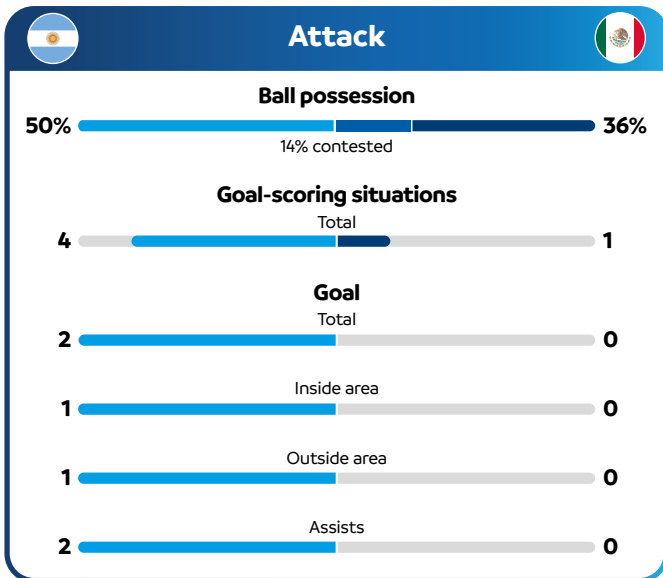 Attack
Ball possession
50% 36%
14% contested
Goal-scoring situations
Total
4 1
Goal
Total
2 0
Inside area
1 0
Outside area
1 0
Assists
2 0